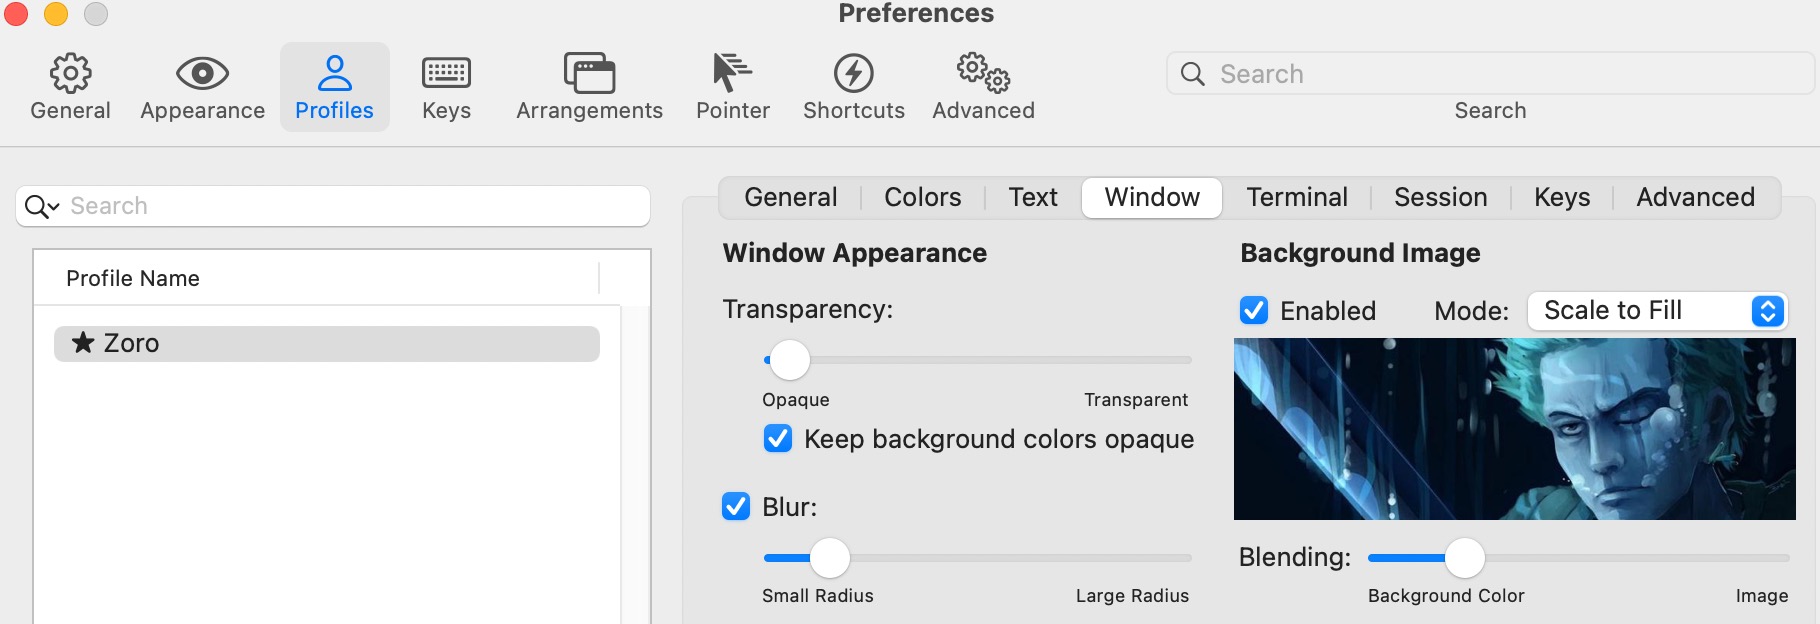 Preferences
General Appearance Profiles Keys Arrangements Pointer Shortcuts Advanced Search
Search
Search
Profile Name
Zoro
General Colors Text Window Terminal Session Keys Advanced
Window Appearance
Transparency:
Opaque Transparent
Keep background colors opaque
Blur:
Small Radius Large Radius
Background Image
Enabled Mode: Scale to Fill
Blending:
Background Color Image